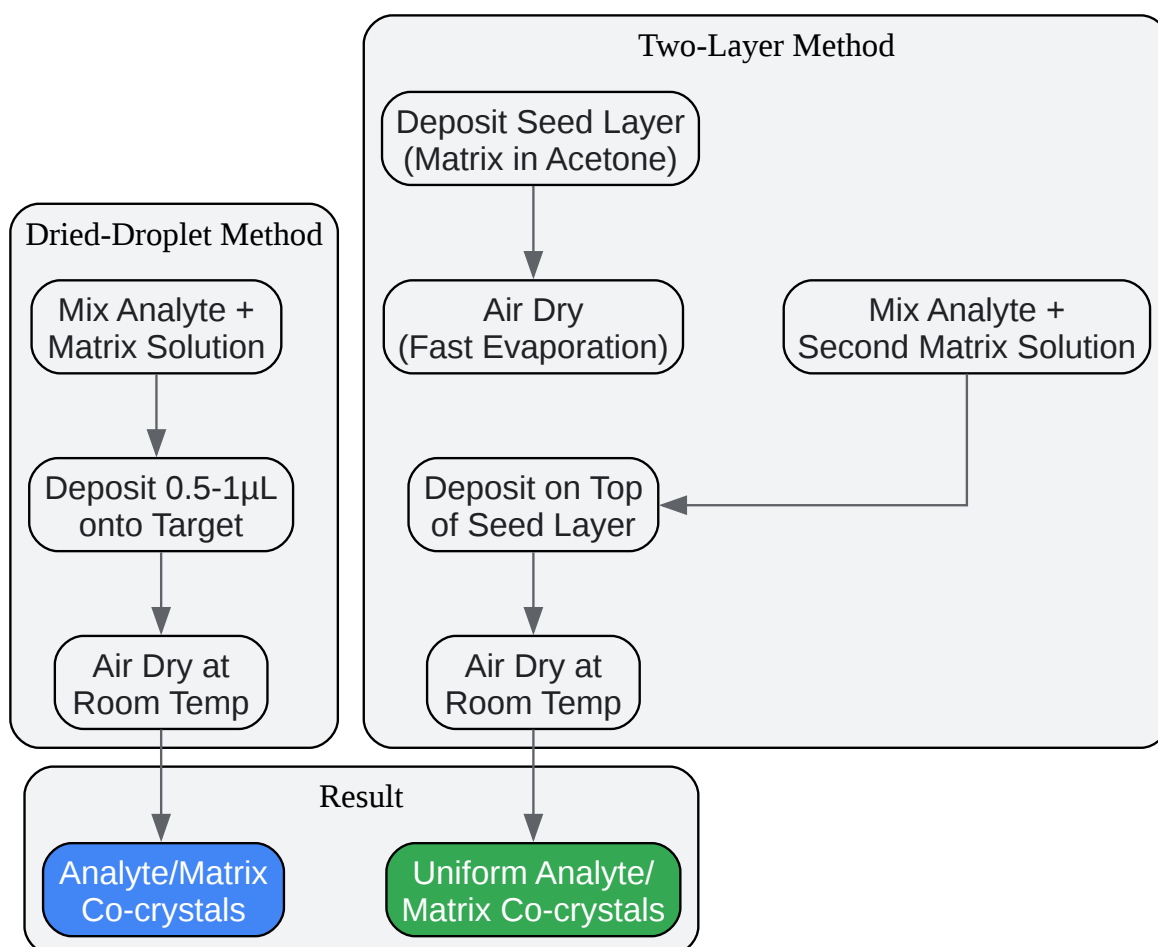 Two-Layer Method
Deposit Seed Layer
(Matrix in Acetone)
Dried-Droplet Method
Mix Analyte +
Matrix Solution
Air Dry
(Fast Evaporation)
Mix Analyte +
Second Matrix Solution
Deposit 0.5-1µL
onto Target
Deposit on Top
of Seed Layer
Air Dry at
Room Temp
Air Dry at
Room Temp
Result
Analyte/Matrix
Co-crystals
Uniform Analyte/
Matrix Co-crystals